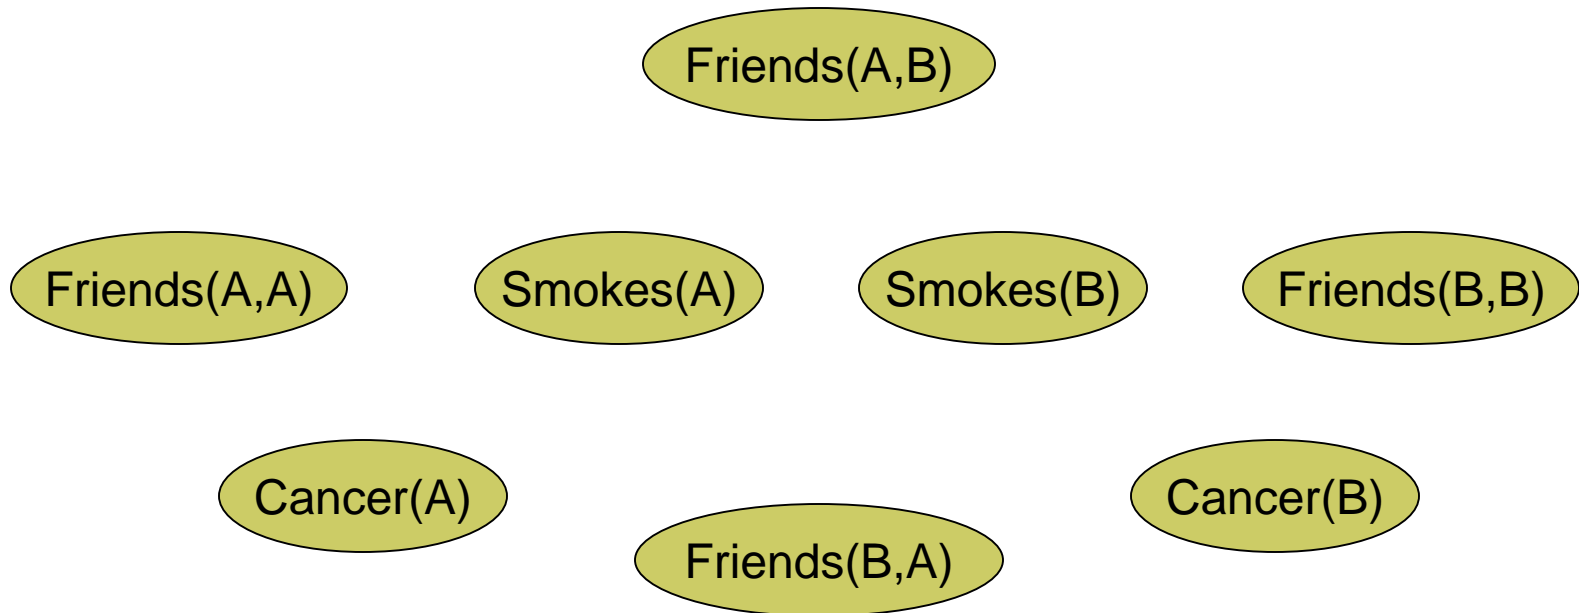 Friends(A,B)
Friends(A,A)
Smokes(A)
Smokes(B)
Friends(B,B)
Cancer(A)
Cancer(B)
Friends(B,A)